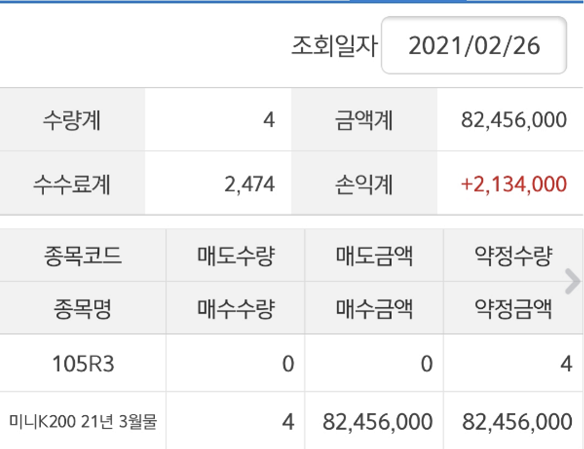 조회일자 2021/02/26
수량계 4 금액계 82,456,000
수수료계 2,474 손익계 +2,134,000
종목코드 매도수량 매도금액 약정수량
종목명 매수수량 매수금액 약정금액
105R3 0 0 4
미니K200 21년 3월물 4 82,456,000 82,456,000